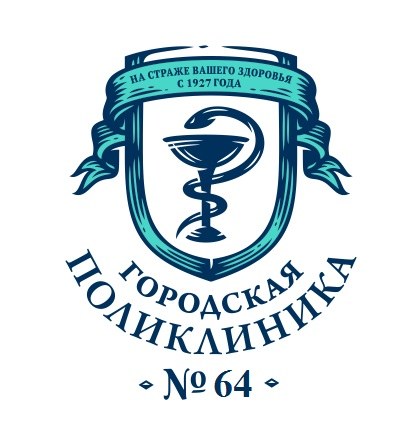 НА СТРАЖЕ ВАШЕГО ЗДОРОВЬЯ
С 1927 ГОДА
ГОРОДСКАЯ
ПОЛИКЛИНИКА
№ 64